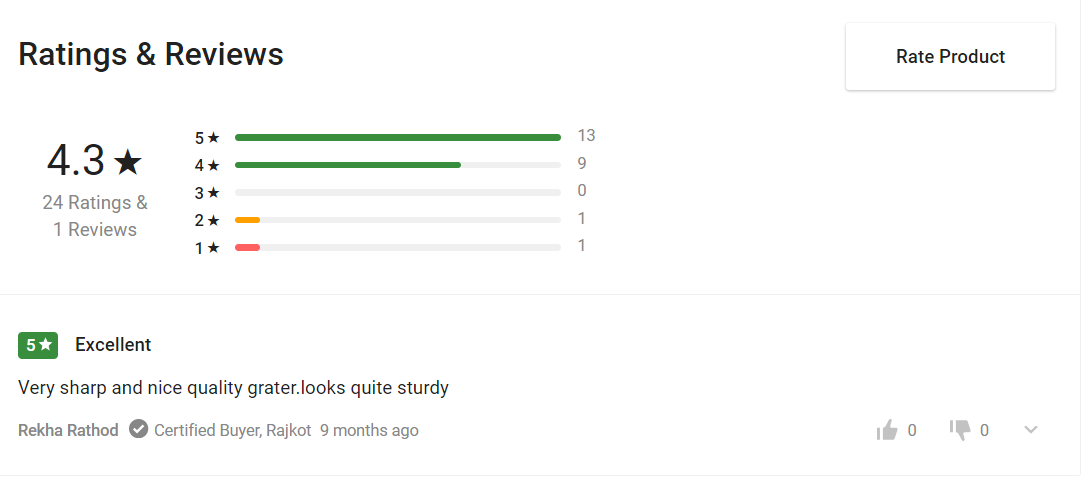 Ratings & Reviews
Rate Product
4.3 ★
24 Ratings &
1 Reviews
5 ★ 13
4 ★ 9
3 ★ 0
2 ★ 1
1 ★ 1
5 ★ Excellent
Very sharp and nice quality grater.looks quite sturdy
Rekha Rathod Certified Buyer, Rajkot 9 months ago 0 0